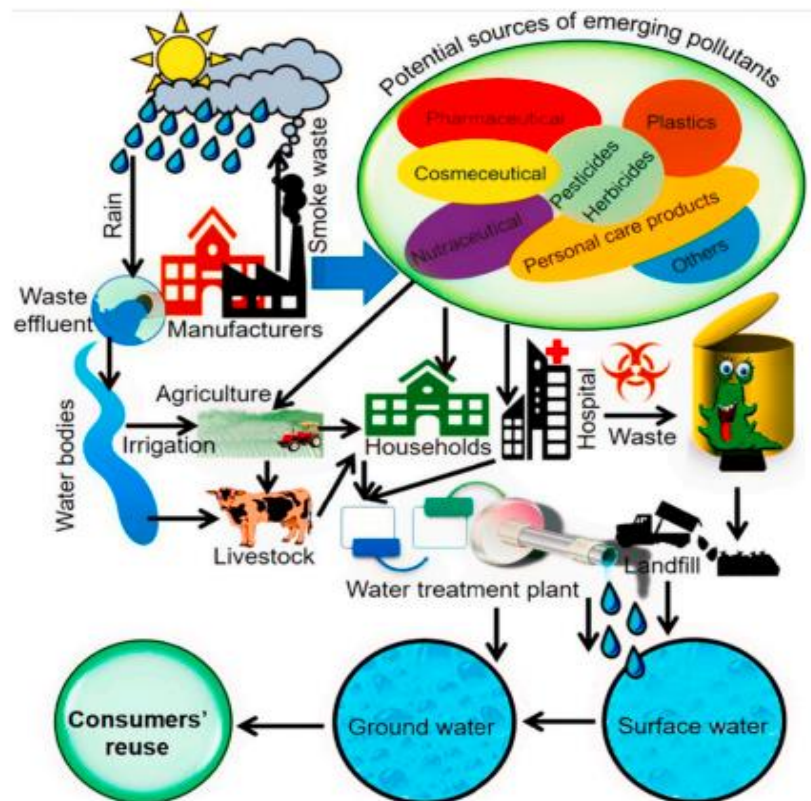 Potential sources of emerging pollutants
Pharmaceutical
Plastics
Cosmeceutical
Pesticides
Herbicides
Nutraceutical
Personal care products
Others
Rain
Smoke waste
Waste
effluent
Manufacturers
Agriculture
Irrigation
Water bodies
Households
Hospital
Waste
Livestock
Landfill
Water treatment plant
Consumers'
reuse
Ground water
Surface water